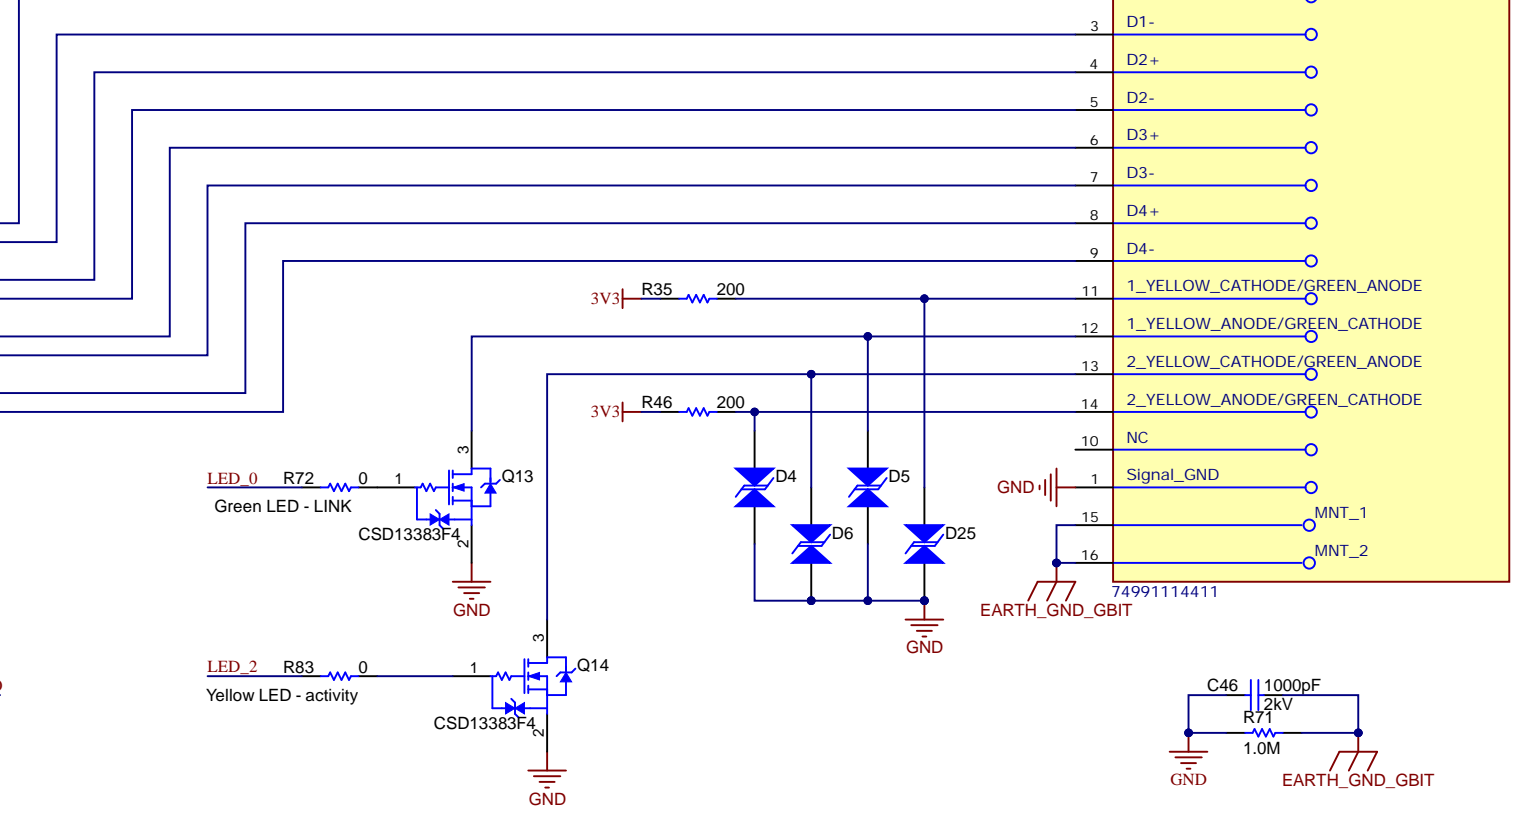 3 D1-
4 D2+
5 D2-
6 D3+
7 D3-
8 D4+
9 D4-
3V3 R35 200 11 1_YELLOW_CATHODE/GREEN_ANODE
12 1_YELLOW_ANODE/GREEN_CATHODE
13 2_YELLOW_CATHODE/GREEN_ANODE
3V3 R46 200 14 2_YELLOW_ANODE/GREEN_CATHODE
10 NC
LED_0 R72 0 1 3 Q13 D4 D5 GND 1 Signal_GND
Green LED - LINK
CSD13383F4 2 D6 D25 15 MNT_1
16 MNT_2
GND
EARTH_GND_GBIT
74991114411
GND
LED_2 R83 0 1 3 Q14
Yellow LED - activity
CSD13383F4 2
GND
C46 1000pF
2kV
R71
1.0M
GND EARTH_GND_GBIT